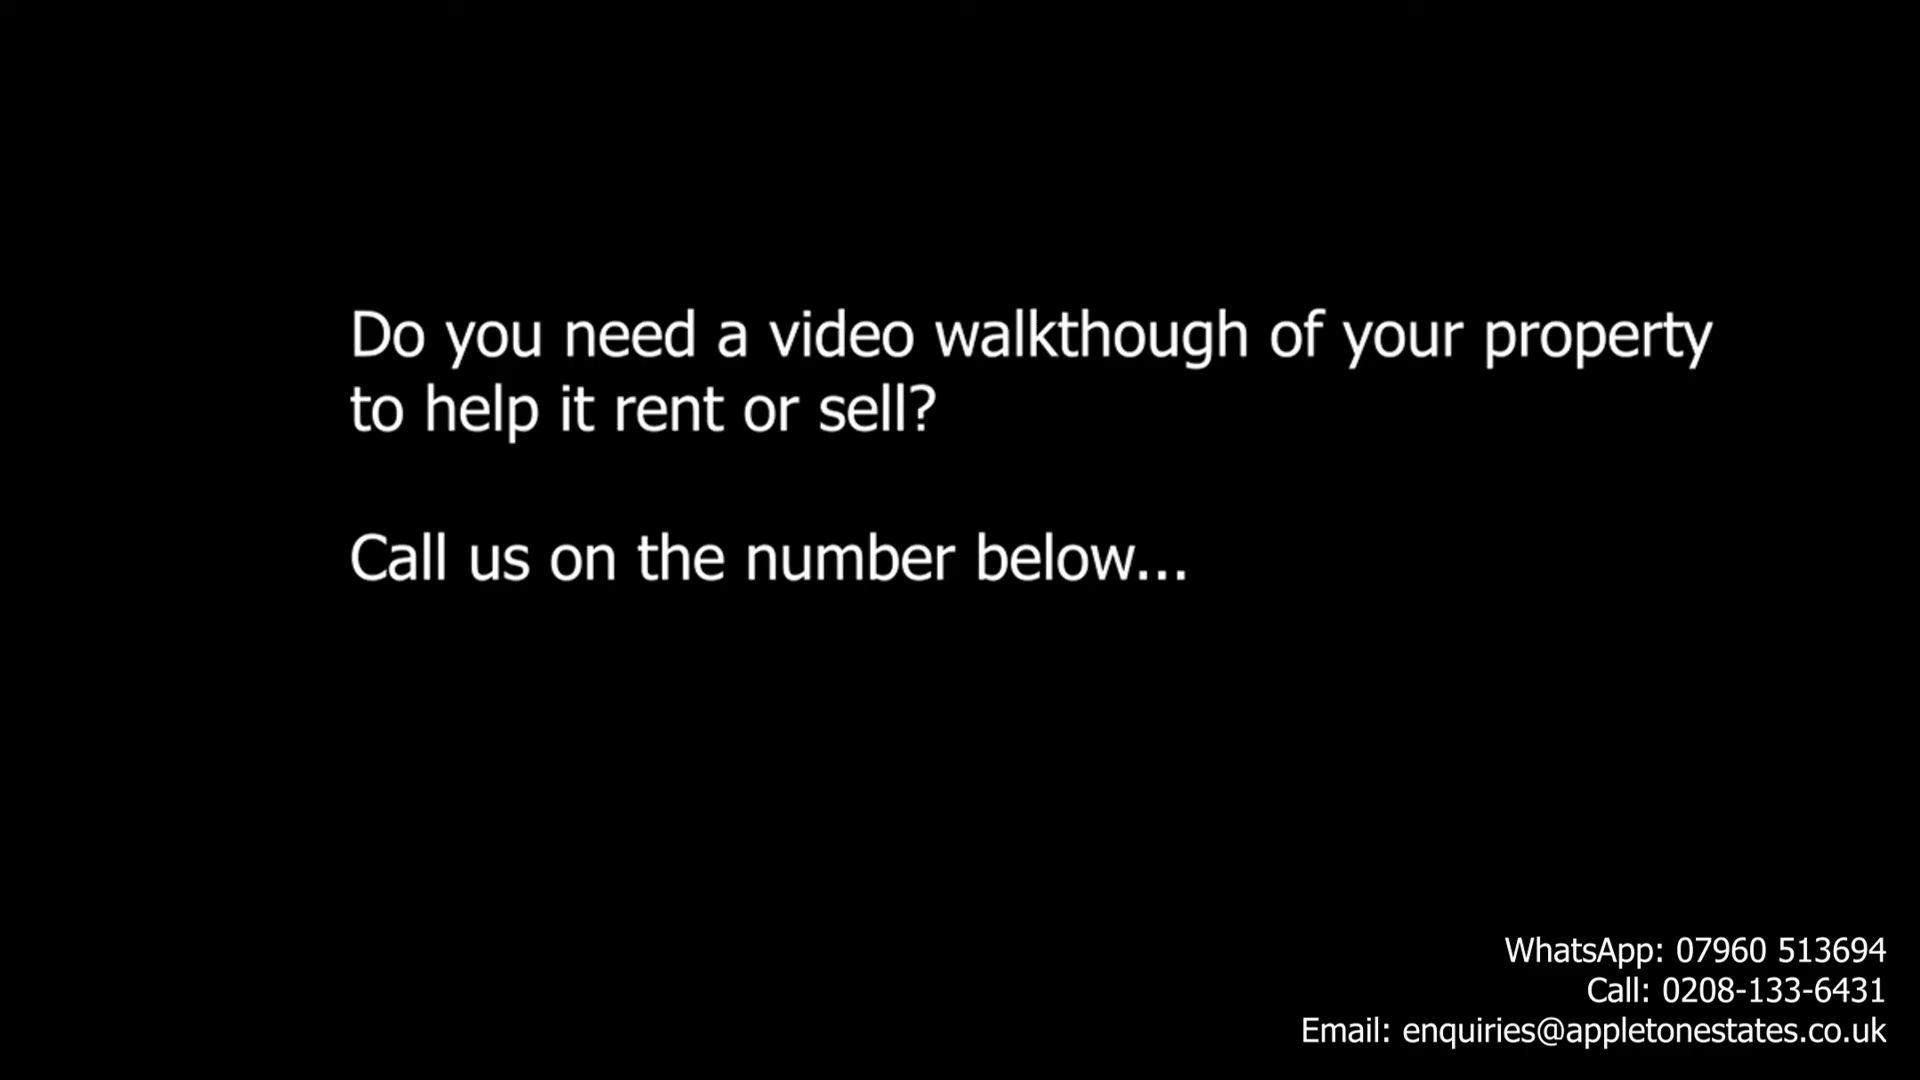 Do you need a video walkthough of your property
to help it rent or sell?
Call us on the number below...
WhatsApp: 07960 513694
Call: 0208-133-6431
Email: enquiries@appletonestates.co.uk